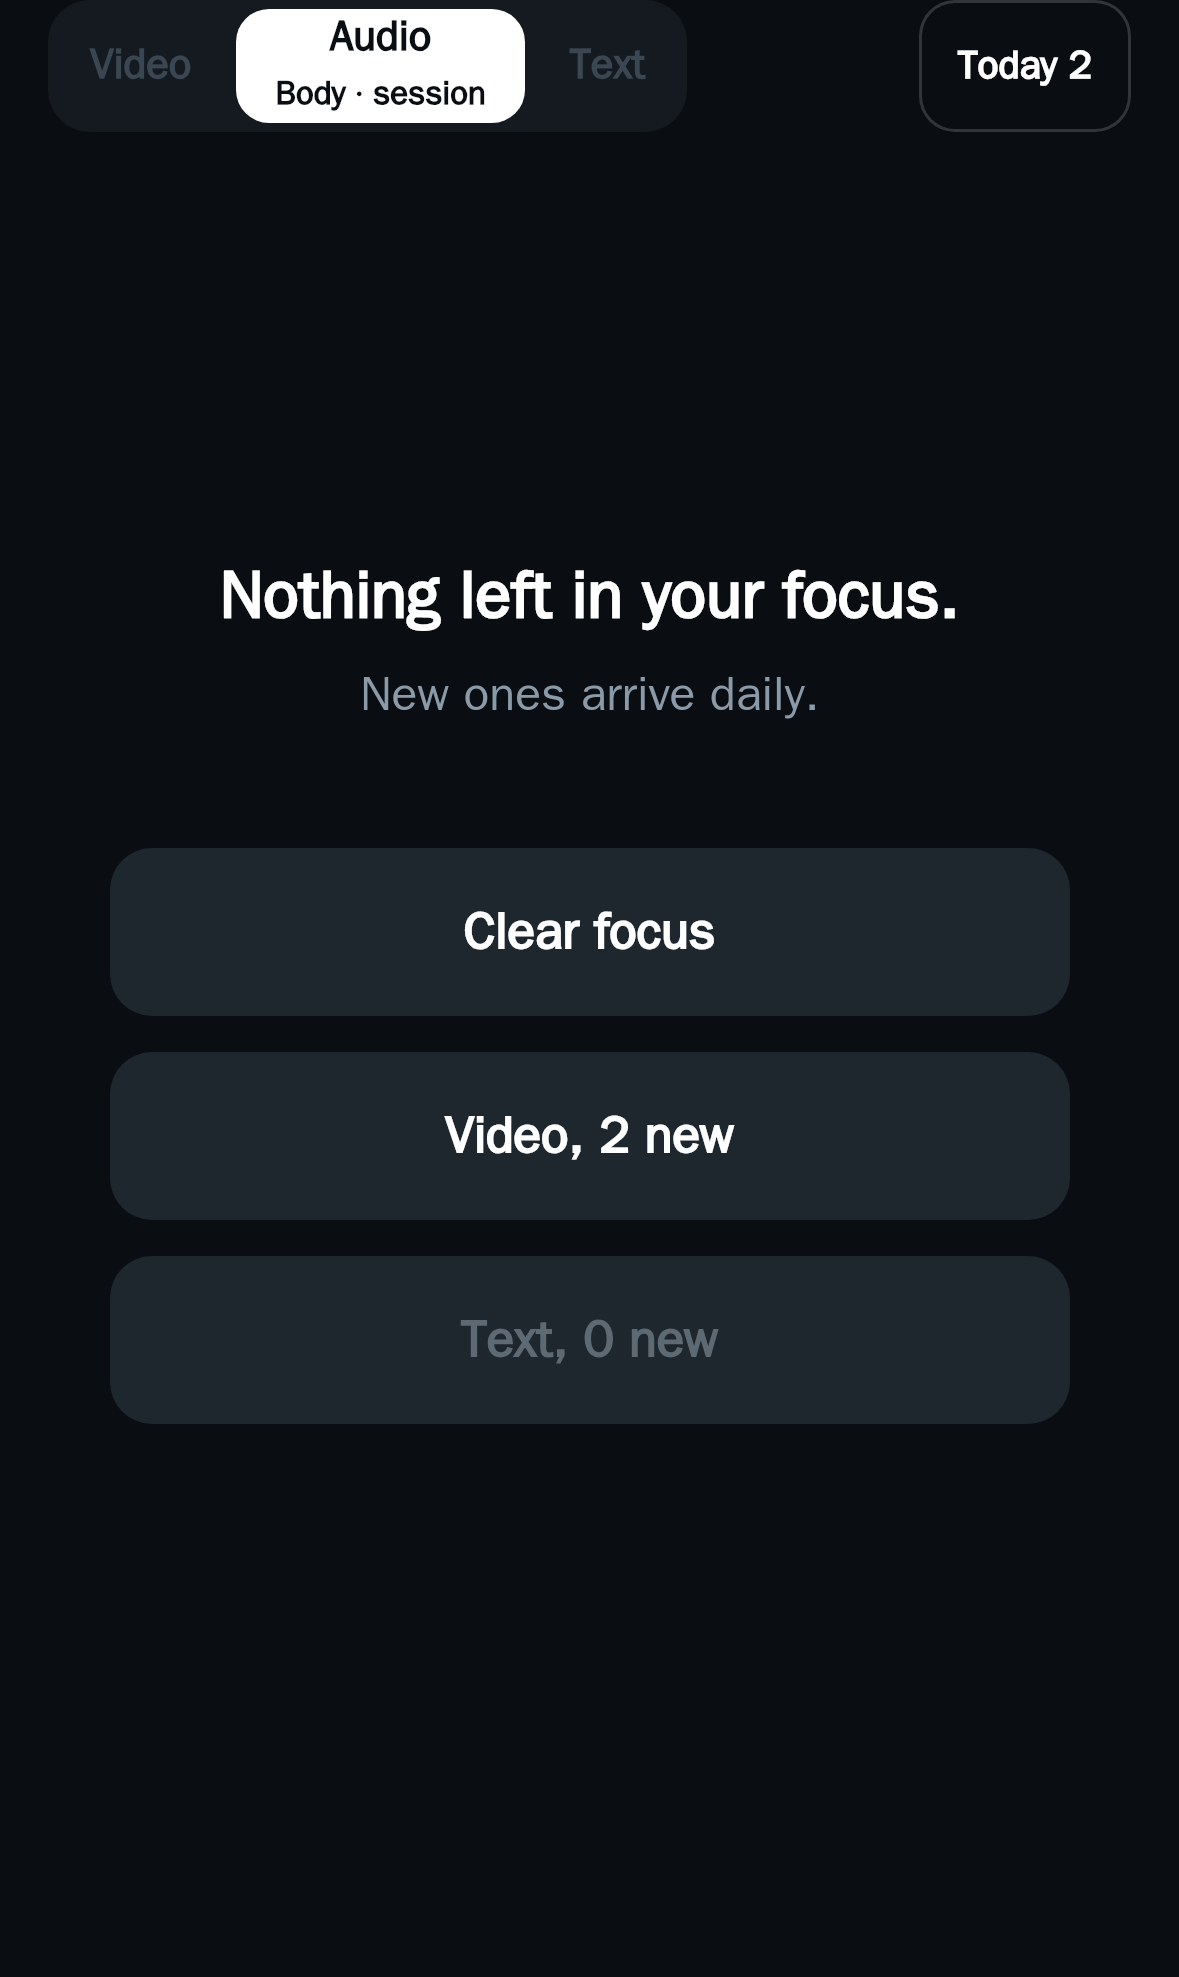 Video
Audio
Body · session
Text
Today 2
Nothing left in your focus.
New ones arrive daily.
Clear focus
Video, 2 new
Text, 0 new